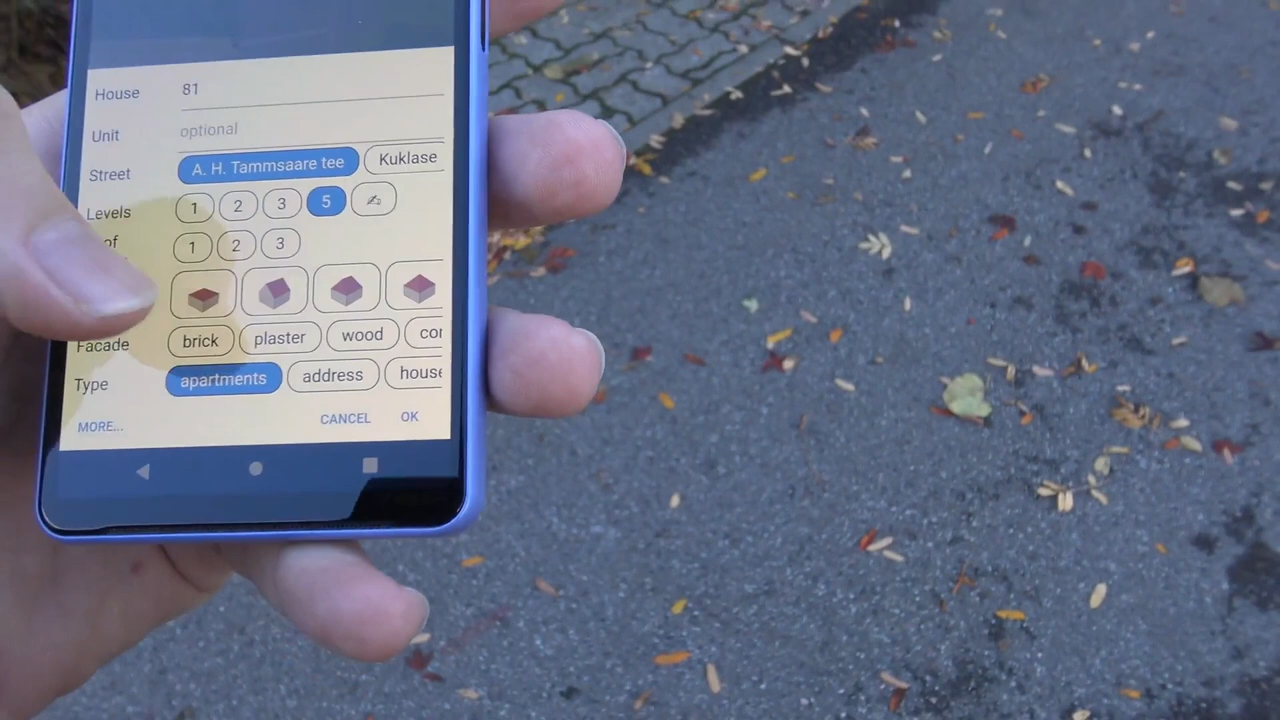 House 81
Unit optional
Street A. H. Tammsaare tee Kuklase
Levels 1 2 3 5 ✍
of 1 2 3
Facade brick plaster wood
Type apartments address house
MORE... CANCEL OK